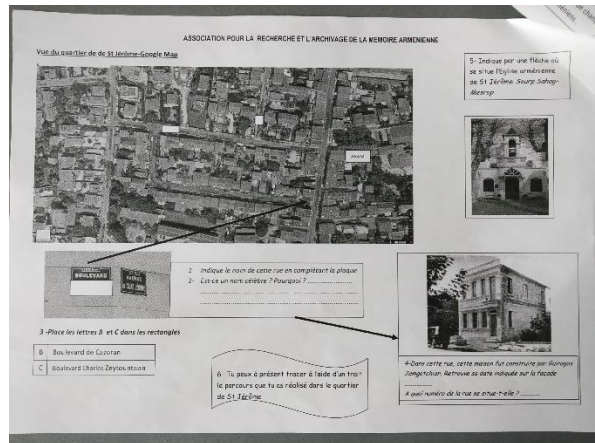 ASSOCIATION POUR LA RECHERCHE ET L'ARCHIVAGE DE LA MEMOIRE ARMENIENNE
Vue du quartier de de St Jérôme-Google Map
5- Indique par une flèche où
se situe l'Eglise arménienne
de St Jérôme Sourp Sahag-
Mesrop
BOULEVARD
1- Indique le nom de cette rue en complétant la plaque
2- Est-ce un nom célèbre ? Pourquoi ? ....................
3 -Place les lettres B et C dans les rectangles
B Boulevard de
C Boulevard Charles Zeytountzian
6 Tu peux à présent tracer à l'aide d'un trait
le parcours que tu as réalisé dans le quartier
de St Jérôme
4-Dans cette rue, cette maison fut construite par
Jamgotchian. Retrouve sa date indiquée sur la façade
A quel numéro de la rue se situe-t-elle ? ..........